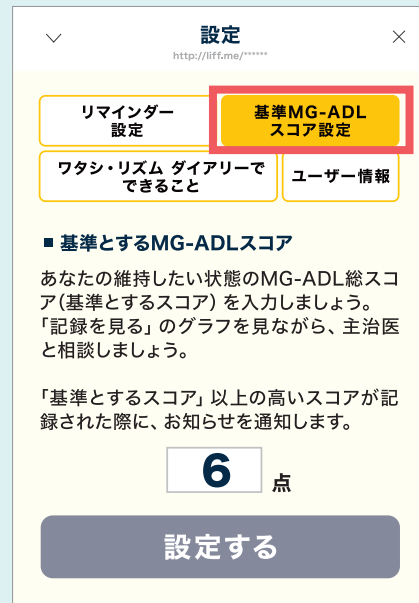 設定
http://liff.me/******
リマインダー
設定
基準MG-ADL
スコア設定
ワタシ・リズム ダイアリーで
できること
ユーザー情報
■ 基準とするMG-ADLスコア
あなたの維持したい状態のMG-ADL総スコ
ア(基準とするスコア) を入力しましょう。
「記録を見る」のグラフを見ながら、主治医
と相談しましょう。
「基準とするスコア」以上の高いスコアが記
録された際に、お知らせを通知します。
6 点
設定する